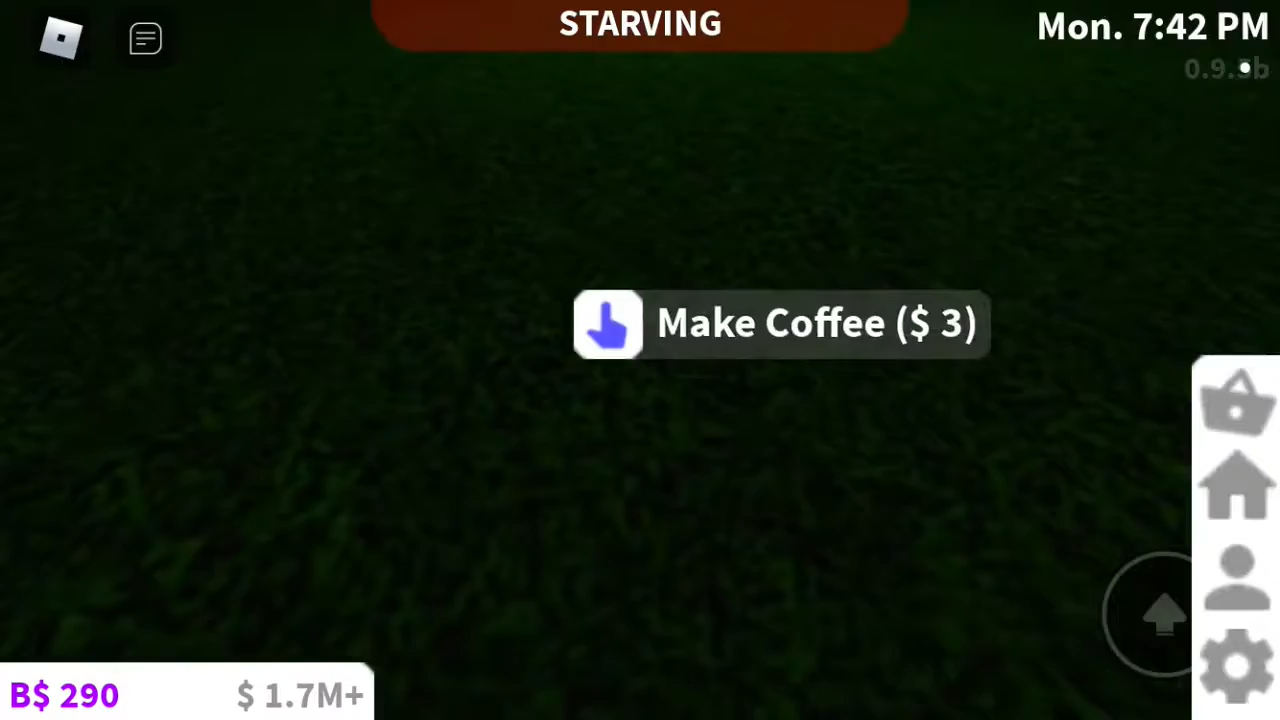 STARVING
Mon. 7:42 PM
Make Coffee ($ 3)
B$ 290
$ 1.7M+